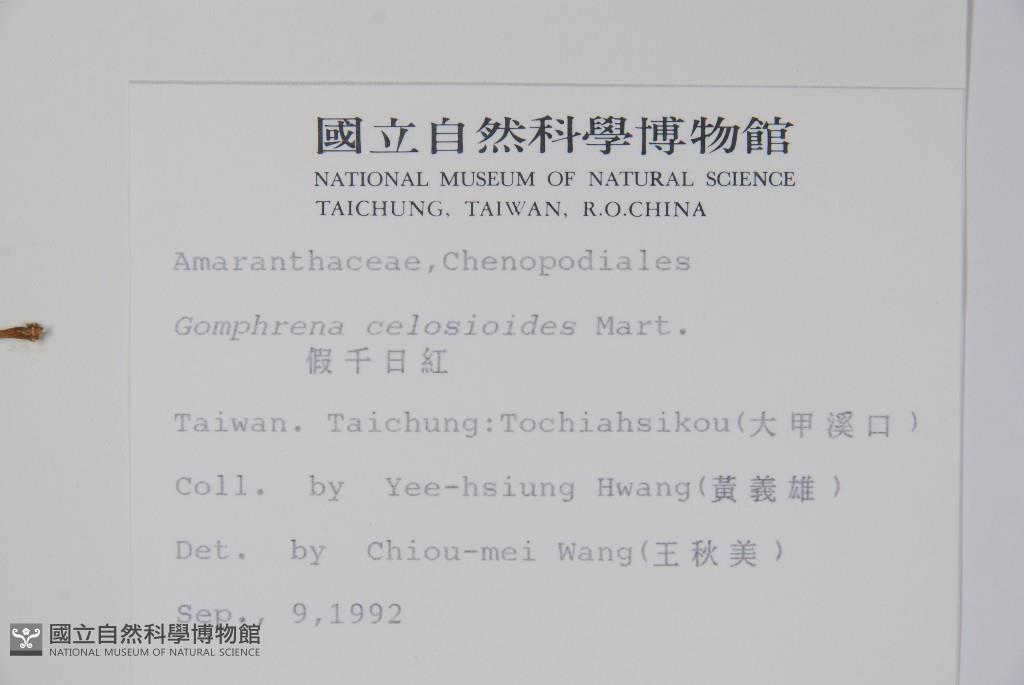 國立自然科學博物館
NATIONAL MUSEUM OF NATURAL SCIENCE
TAICHUNG, TAIWAN, R.O.CHINA
Amaranthaceae,Chenopodiales
Gomphrena celosioides Mart.
假千日紅
Taiwan. Taichung:Tochiahsikou(大甲溪口)
Coll. by Yee-hsiung Hwang(黃義雄)
Det. by Chiou-mei Wang(王秋美)
Sep., 9,1992
國立自然科學博物館
NATIONAL MUSEUM OF NATURAL SCIENCE